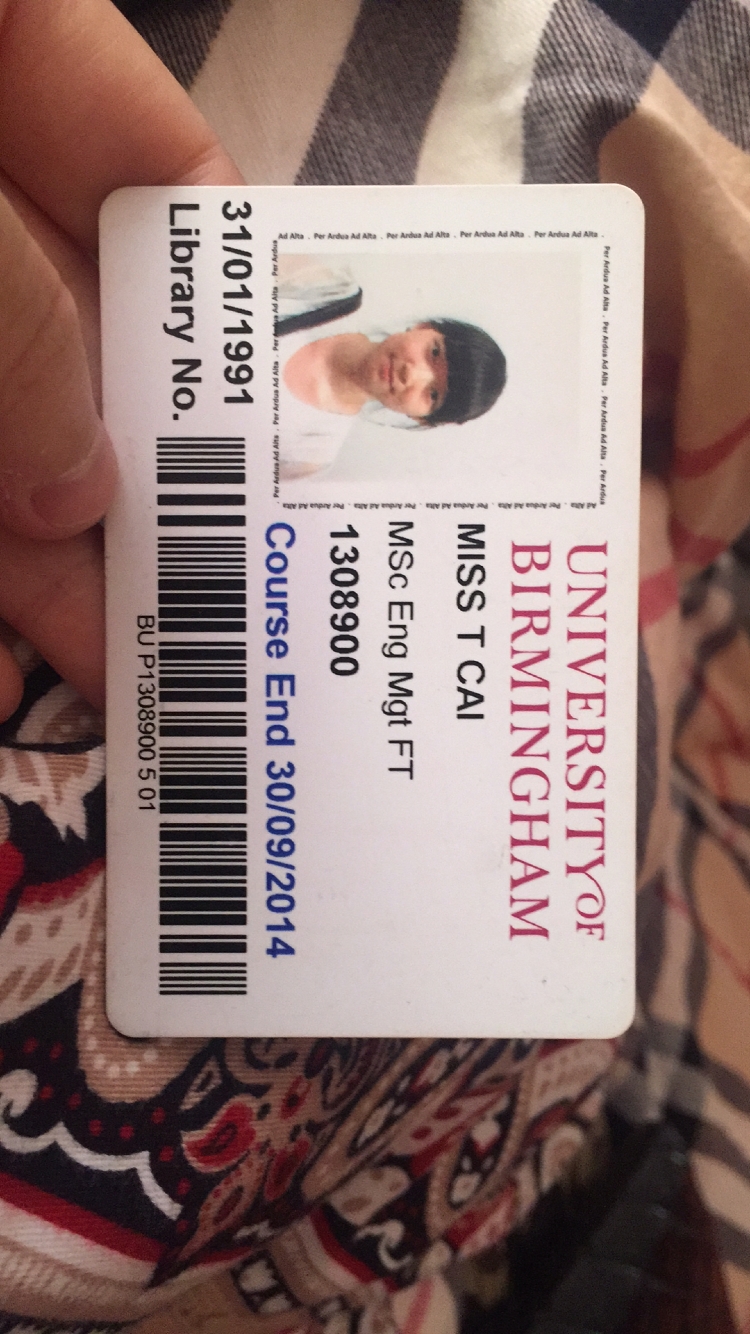 UNIVERSITY OF
BIRMINGHAM
Ad Alta . Per Ardua Ad Alta . Per Ardua Ad Alta . Per Ardua Ad Alta . Per Ardua Ad Alta .
MISS T CAI
MSc Eng Mgt FT
1308900
Course End 30/09/2014
31/01/1991
Library No.
BU P1308900 5 01